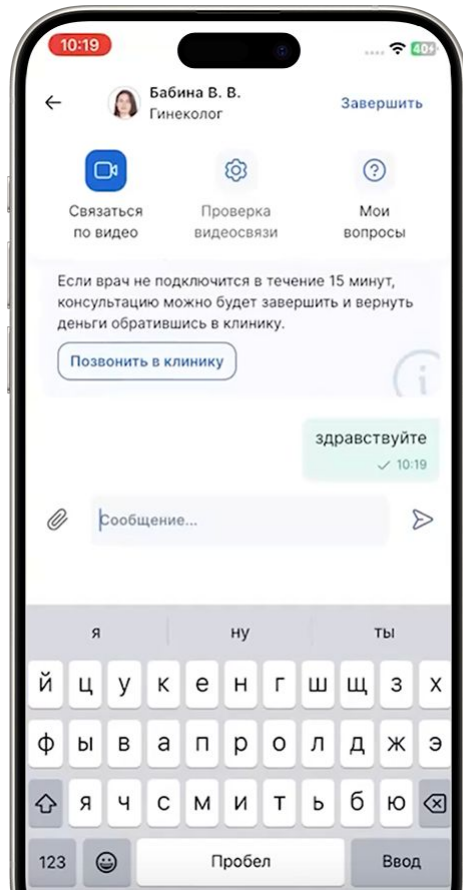 10:19
40
Бабина В. В.
Гинеколог
Завершить
Связаться
по видео
Проверка
видеосвязи
Мои
вопросы
Если врач не подключится в течение 15 минут,
консультацию можно будет завершить и вернуть
деньги обратившись в клинику.
Позвонить в клинику
здравствуйте
10:19
Сообщение...
я ну ты
й ц у к е н г ш щ з х
ф ы в а п р о л д ж э
я ч с м и т ь б ю
123 Пробел Ввод